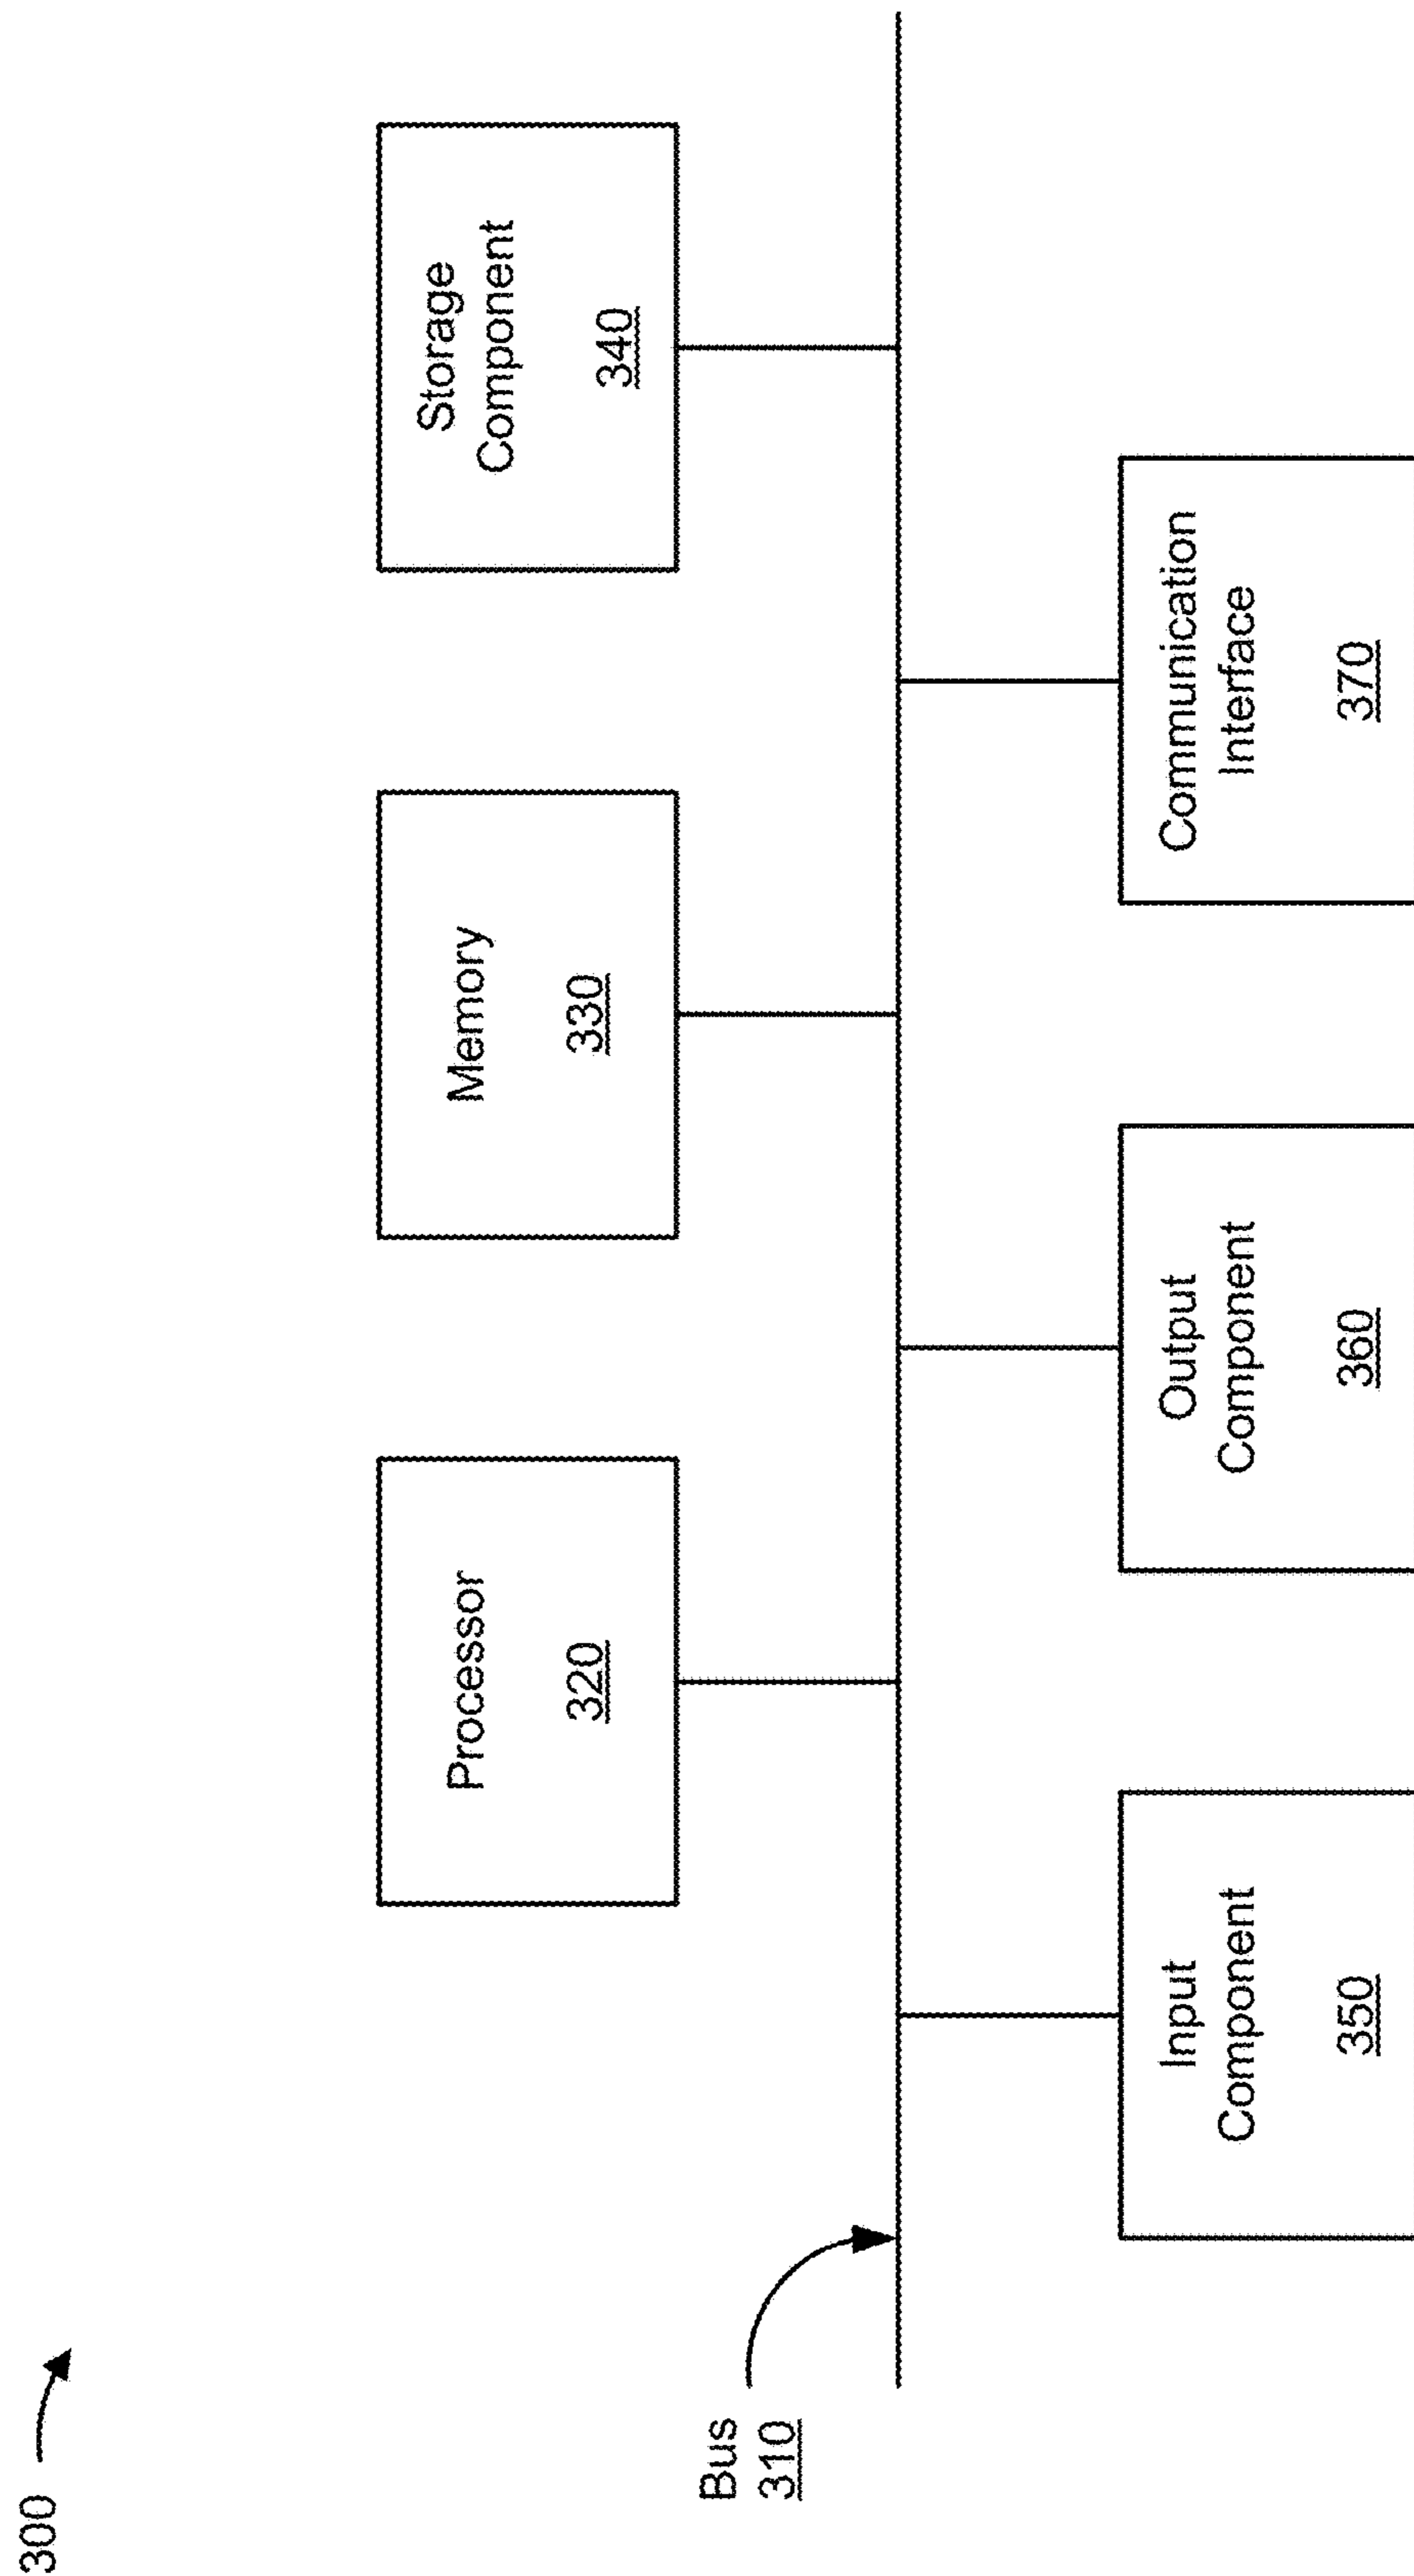 300
Bus
310
Processor
320
Memory
330
Storage
Component
340
Input
Component
350
Output
Component
360
Communication
Interface
370